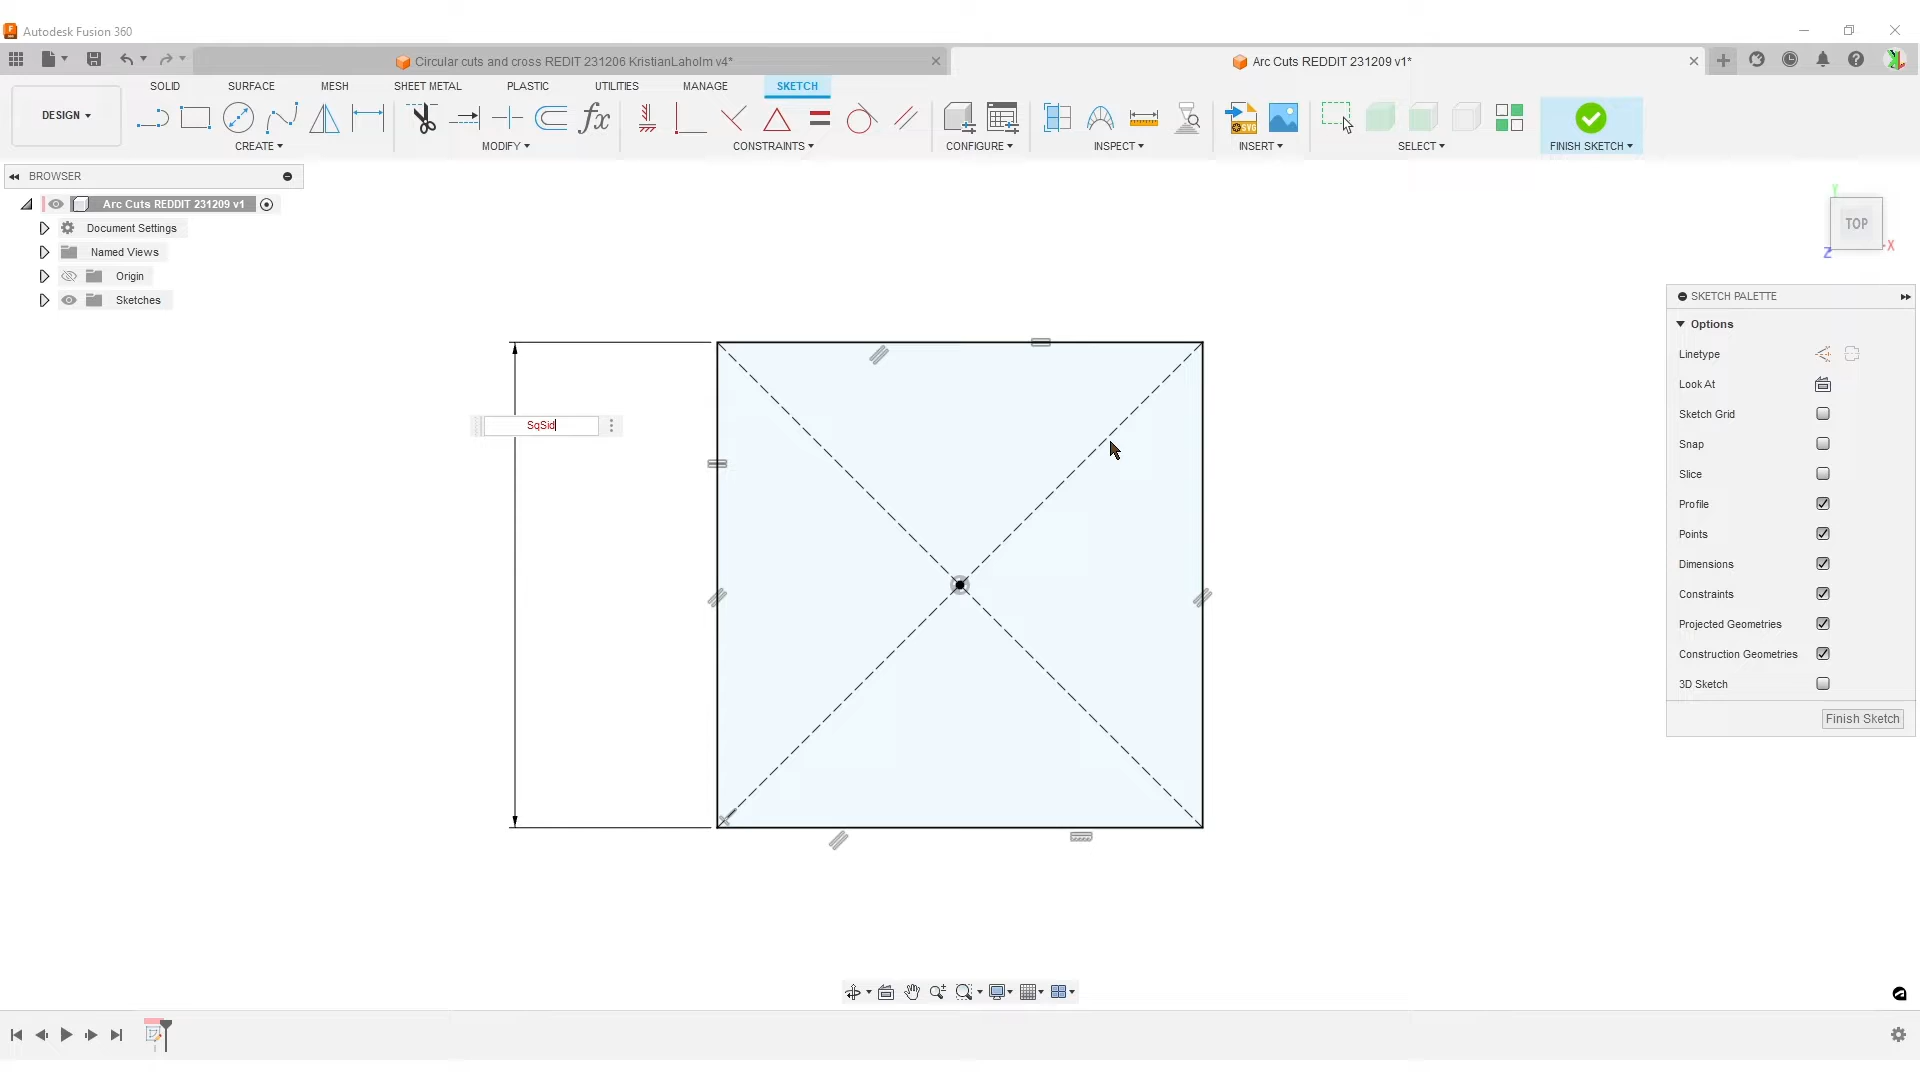 Autodesk Fusion 360
Circular cuts and cross REDIT 231206 KristianLaholm v4*
Arc Cuts REDDIT 231209 v1*
SOLID SURFACE MESH SHEET METAL PLASTIC UTILITIES MANAGE SKETCH
DESIGN
CREATE MODIFY CONSTRAINTS CONFIGURE INSPECT INSERT SELECT FINISH SKETCH
BROWSER
Arc Cuts REDDIT 231209 v1
Document Settings
Named Views
Origin
Sketches
SqSid
Y
TOP
X
Z
SKETCH PALETTE
Options
Linetype
Look At
Sketch Grid
Snap
Slice
Profile
Points
Dimensions
Constraints
Projected Geometries
Construction Geometries
3D Sketch
Finish Sketch